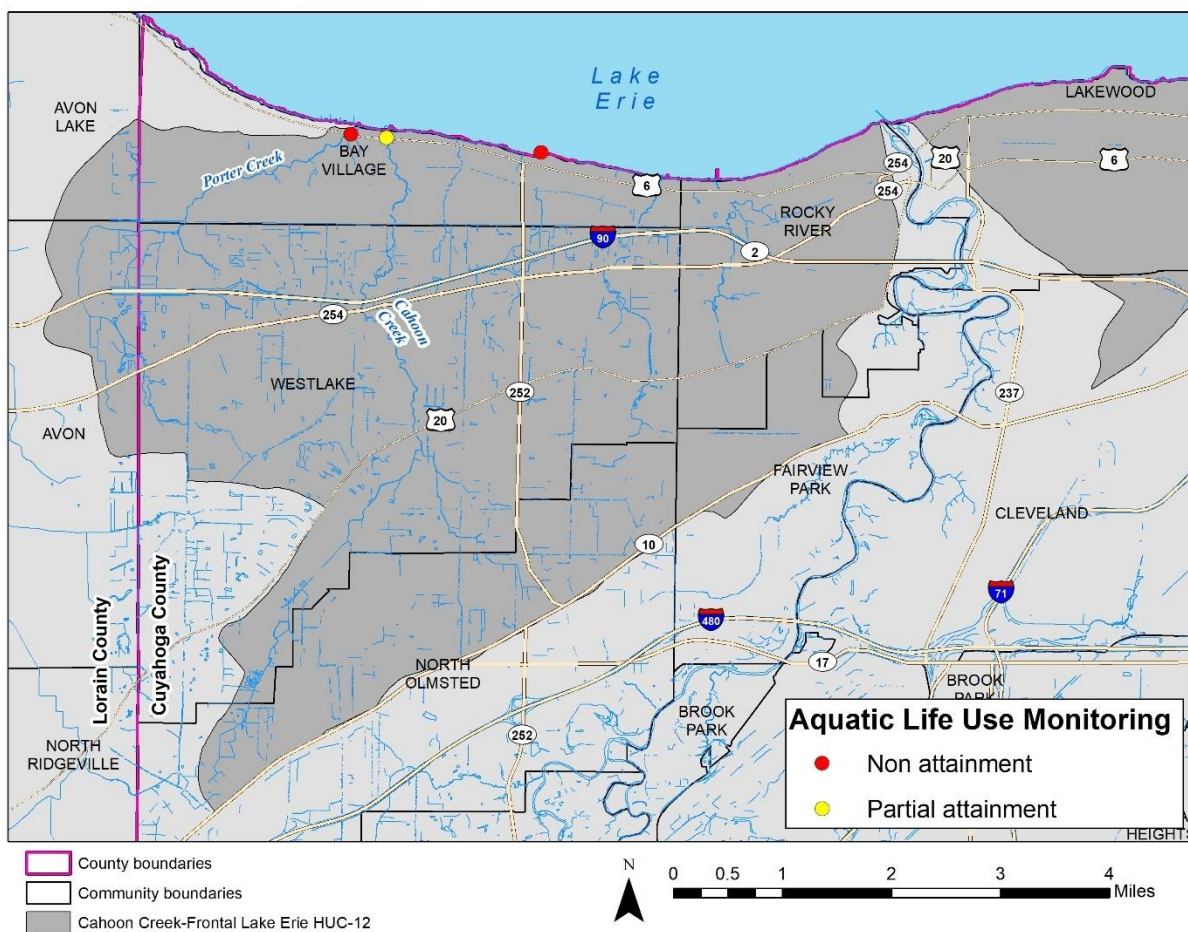 Lake
Erie
LAKEWOOD
AVON
LAKE
BAY
VILLAGE
Porter Creek
254
20
6
6
254
ROCKY
RIVER
90
2
254
Cahoon
Creek
WESTLAKE
252
237
20
AVON
FAIRVIEW
PARK
CLEVELAND
10
71
480
Lorain County
Cuyahoga County
17
NORTH
OLMSTED
BROOK
PARK
BROOK
PARK
252
NORTH
RIDGEVILLE
Aquatic Life Use Monitoring
Non attainment
Partial attainment
HEIGHTS
County boundaries
Community boundaries
Cahoon Creek-Frontal Lake Erie HUC-12
N
0 0.5 1 2 3 4
Miles